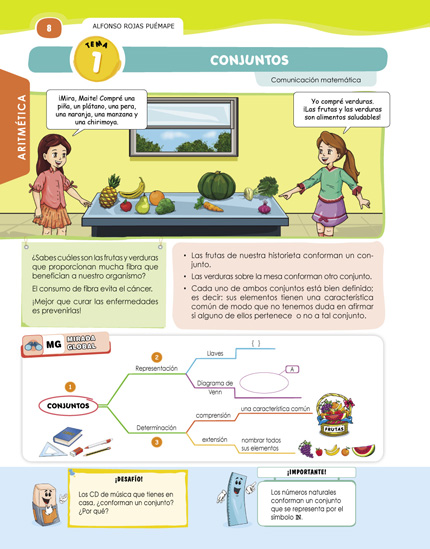 8
ALFONSO ROJAS PUÉMAPE
TEMA
1
CONJUNTOS
Comunicación matemática
ARITMÉTICA
¡Mira, Maite! Compré una
piña, un plátano, una pera,
una naranja, una manzana y
una chirimoya.
Yo compré verduras.
¡Las frutas y las verduras
son alimentos saludables!
¿Sabes cuáles son las frutas y verduras
que proporcionan mucha fibra que
benefician a nuestro organismo?
El consumo de fibra evita el cáncer.
¡Mejor que curar las enfermedades
es prevenirlas!
• Las frutas de nuestra historieta conforman un con-
junto.
• Las verduras sobre la mesa conforman otro conjunto.
• Cada uno de ambos conjuntos está bien definido;
es decir: sus elementos tienen una característica
común de modo que no tenemos duda en afirmar
si alguno de ellos pertenece o no a tal conjunto.
MG
MIRADA
GLOBAL
1
CONJUNTOS
2
Representación
Llaves
{ }
Diagrama de
Venn
A
Determinación
3
comprensión
una característica común
extensión
nombrar todos
sus elementos
FRUTAS
¡DESAFÍO!
Los CD de música que tienes en
casa, ¿conforman un conjunto?
¿Por qué?
¡IMPORTANTE!
Los números naturales
conforman un conjunto
que se representa por el
símbolo ℕ.